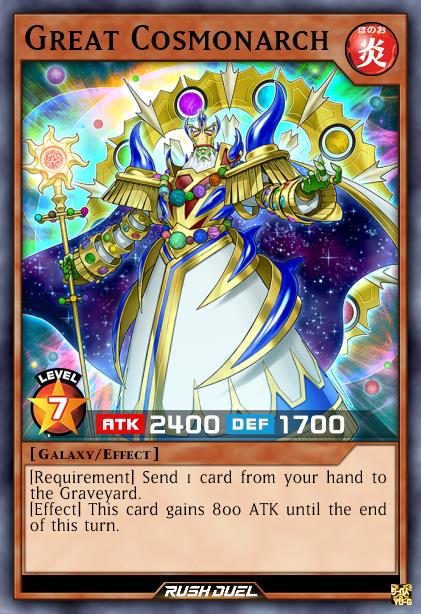 GREAT COSMONARCH
ほのお
炎
LEVEL
7
ATK 2400 DEF 1700
[GALAXY/EFFECT]
[Requirement] Send 1 card from your hand to
the Graveyard.
[Effect] This card gains 800 ATK until the end
of this turn.
RUSH DUEL